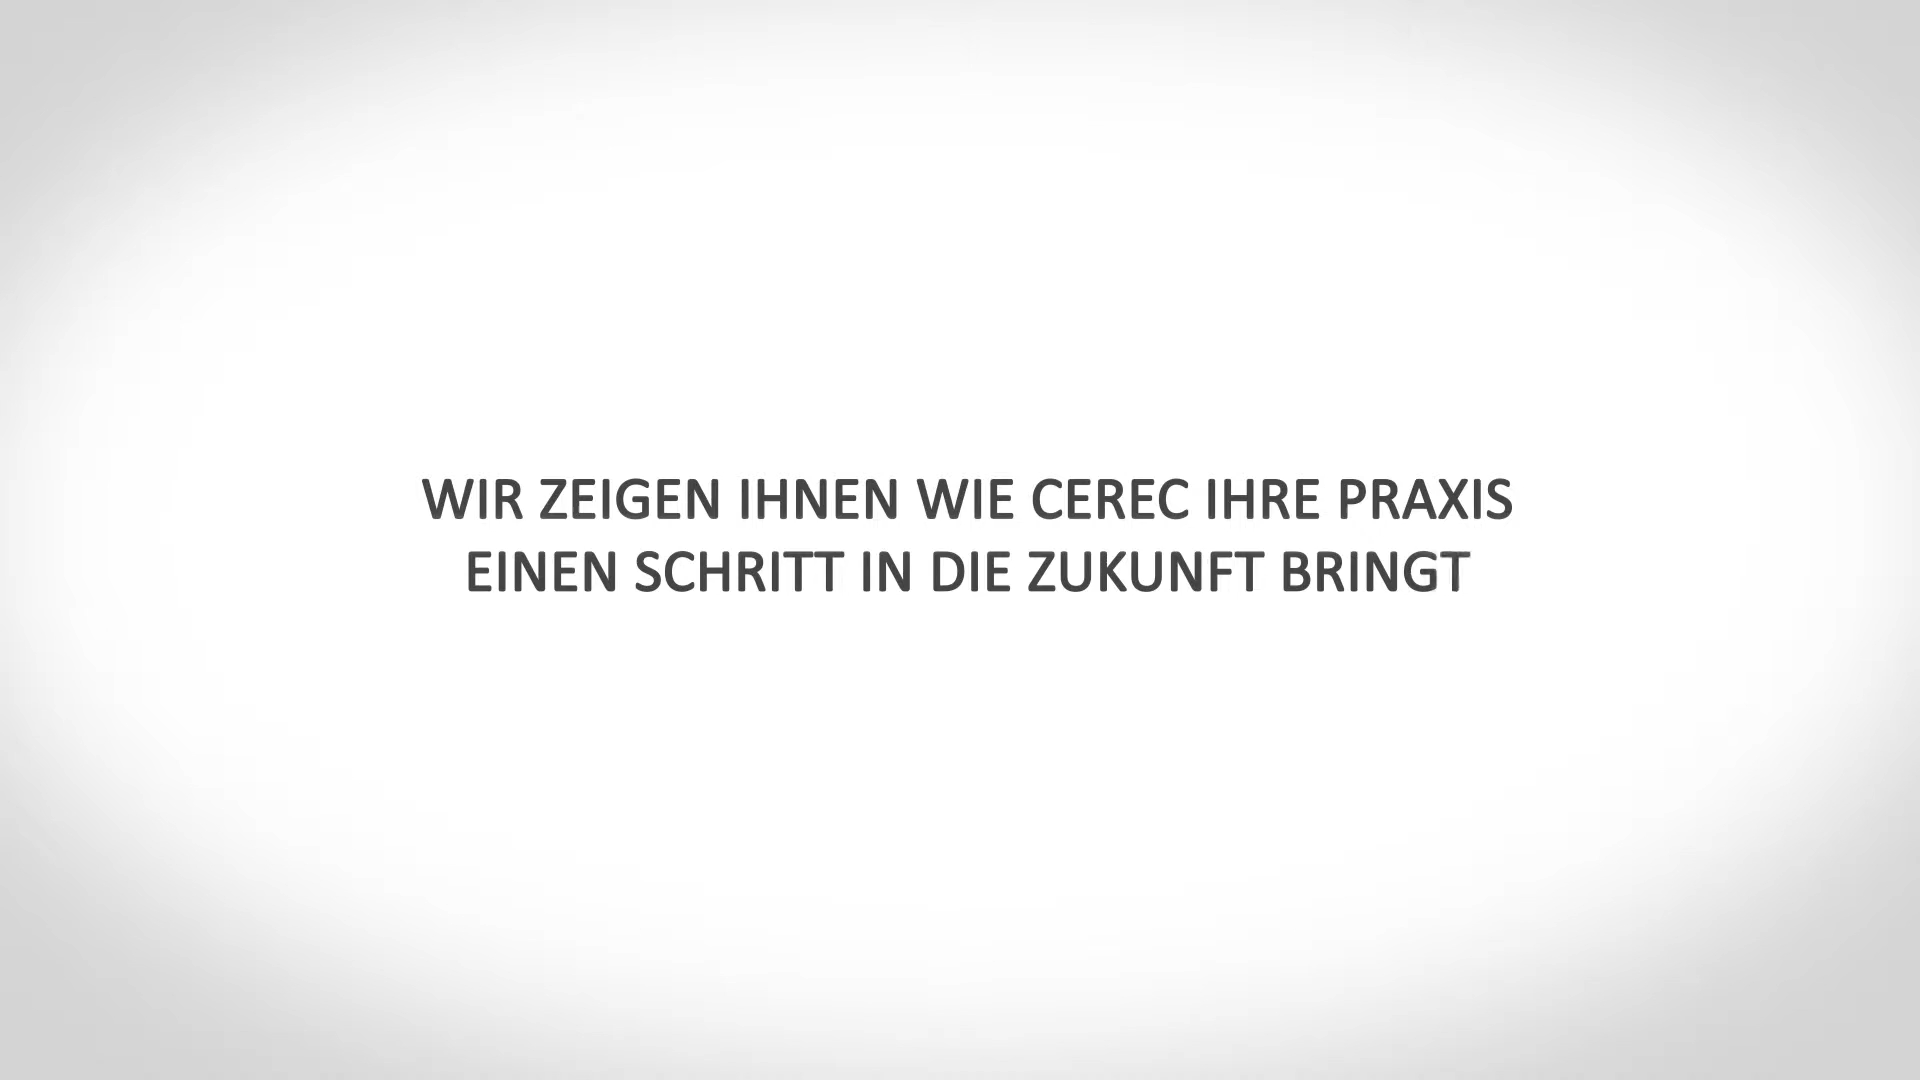 WIR ZEIGEN IHNEN WIE CEREC IHRE PRAXIS
EINEN SCHRITT IN DIE ZUKUNFT BRINGT